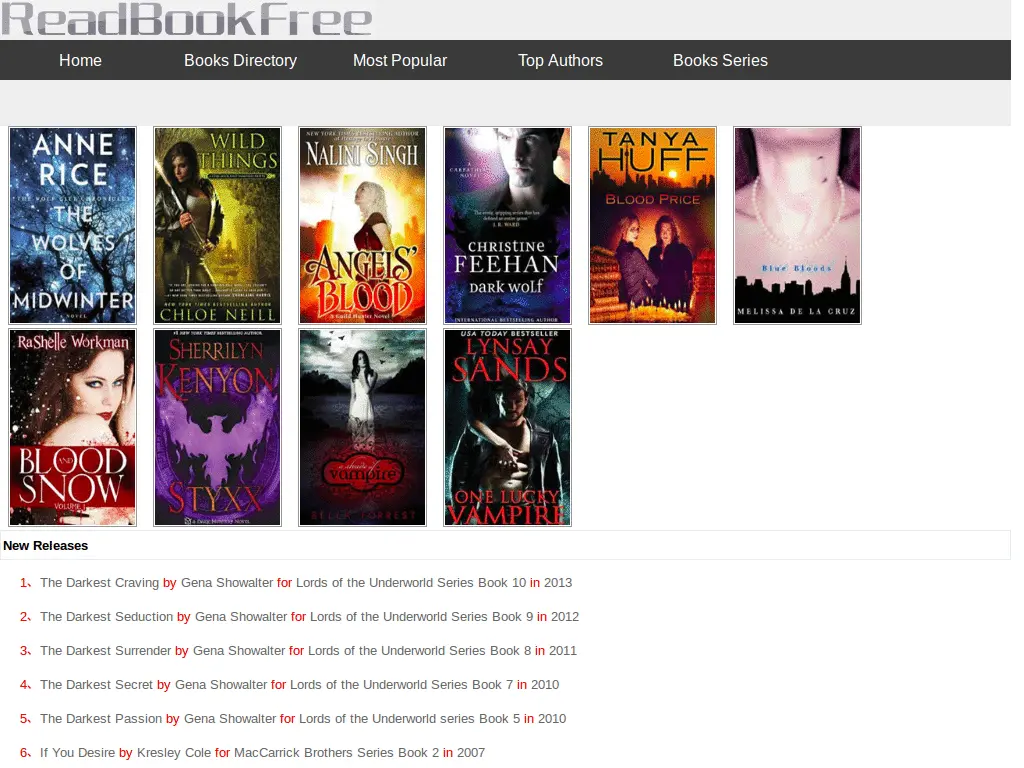 ReadBookFree
Home Books Directory Most Popular Top Authors Books Series
ANNE
RICE
THE WOLF GIFT CHRONICLES
THE
WOLVES
OF
MIDWINTER
NOVEL
WILD
THINGS
CHLOE NEILL
NEW YORK TIMES BESTSELLING AUTHOR
NALINI SINGH
ANGELS'
BLOOD
A Guild Hunter Novel
A
CARPATHIAN
NOVEL
J. R. WARD
CHRISTINE
FEEHAN
dark wolf
INTERNATIONAL BESTSELLING AUTHOR
TANYA
HUFF
BLOOD PRICE
Blue Bloods
MELISSA DE LA CRUZ
RaShelle Workman
BLOOD
AND
SNOW
VOLUME 1
#1 NEW YORK TIMES BESTSELLING AUTHOR
SHERRILYN
KENYON
STYXX
A DARK-HUNTER NOVEL
a shade of
vampire
BELLA FORREST
USA TODAY BESTSELLER
LYNSAY
SANDS
ONE LUCKY
VAMPIRE
New Releases
1、 The Darkest Craving by Gena Showalter for Lords of the Underworld Series Book 10 in 2013
2、 The Darkest Seduction by Gena Showalter for Lords of the Underworld Series Book 9 in 2012
3、 The Darkest Surrender by Gena Showalter for Lords of the Underworld Series Book 8 in 2011
4、 The Darkest Secret by Gena Showalter for Lords of the Underworld Series Book 7 in 2010
5、 The Darkest Passion by Gena Showalter for Lords of the Underworld series Book 5 in 2010
6、 If You Desire by Kresley Cole for MacCarrick Brothers Series Book 2 in 2007